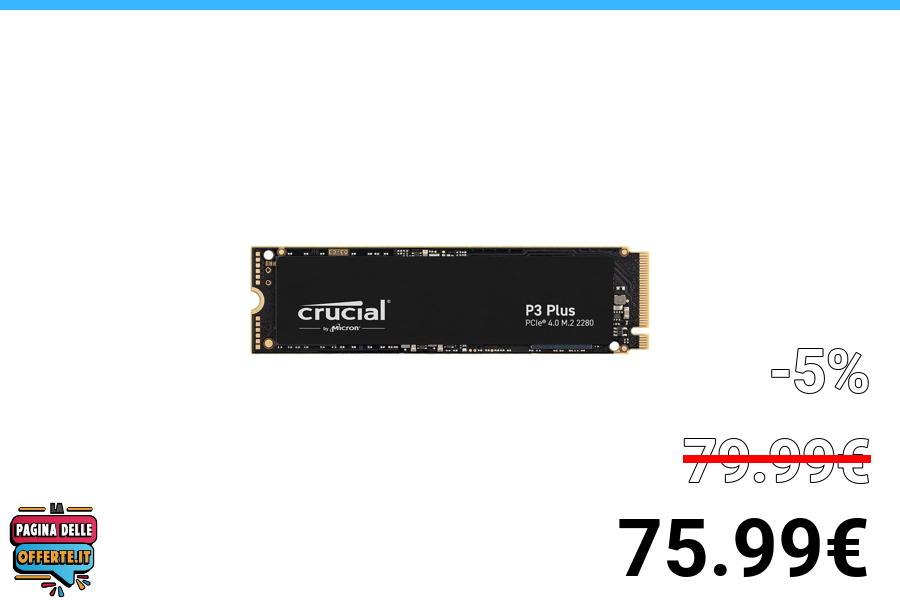 crucial®
by Micron®
P3 Plus
PCIe® 4.0 M.2 2280
-5%
79.99€
75.99€
LA
PAGINA DELLE
OFFERTE.IT